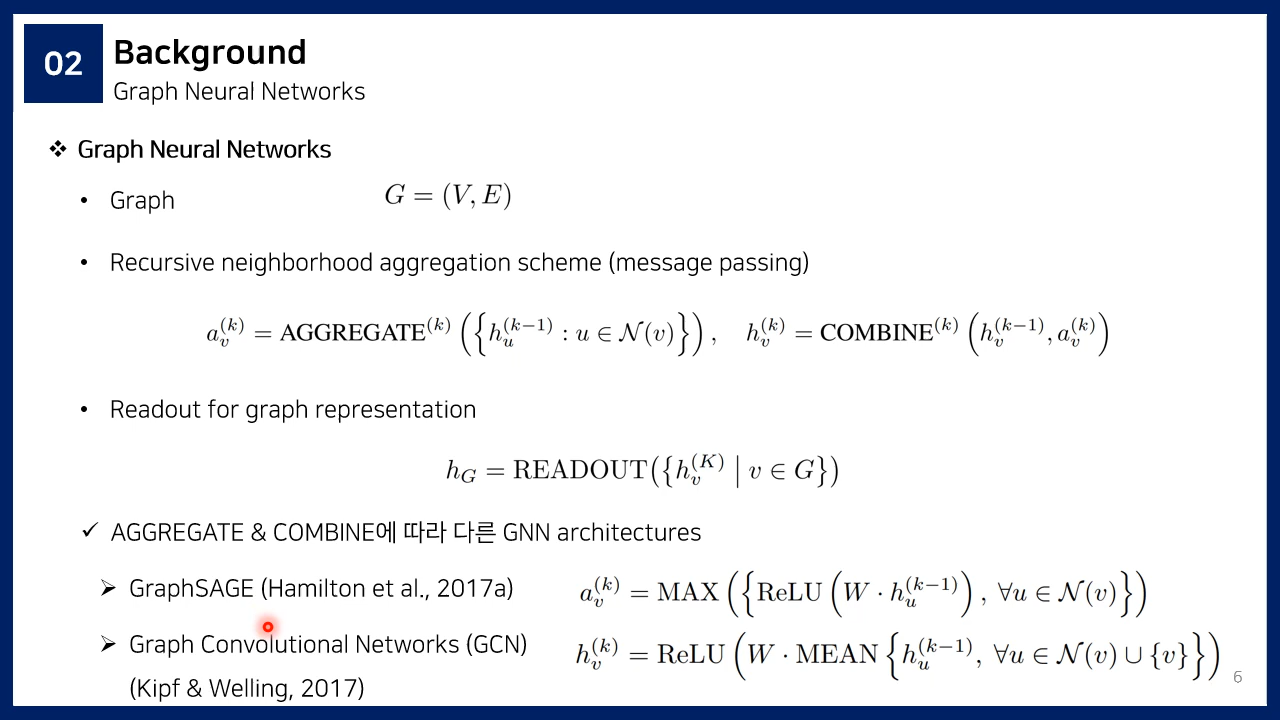 02
Background
Graph Neural Networks
❖ Graph Neural Networks
• Graph
G = (V, E)
• Recursive neighborhood aggregation scheme (message passing)
a_v^{(k)} = AGGREGATE^{(k)} ({h_u^{(k-1)} : u ∈ N(v)}), h_v^{(k)} = COMBINE^{(k)} (h_v^{(k-1)}, a_v^{(k)})
• Readout for graph representation
h_G = READOUT({h_v^{(K)} | v ∈ G})
✓ AGGREGATE & COMBINE에 따라 다른 GNN architectures
➢ GraphSAGE (Hamilton et al., 2017a)
a_v^{(k)} = MAX ({ReLU (W · h_u^{(k-1)}), ∀u ∈ N(v)})
➢ Graph Convolutional Networks (GCN)
(Kipf & Welling, 2017)
h_v^{(k)} = ReLU (W · MEAN {h_u^{(k-1)}, ∀u ∈ N(v) ∪ {v}})
6